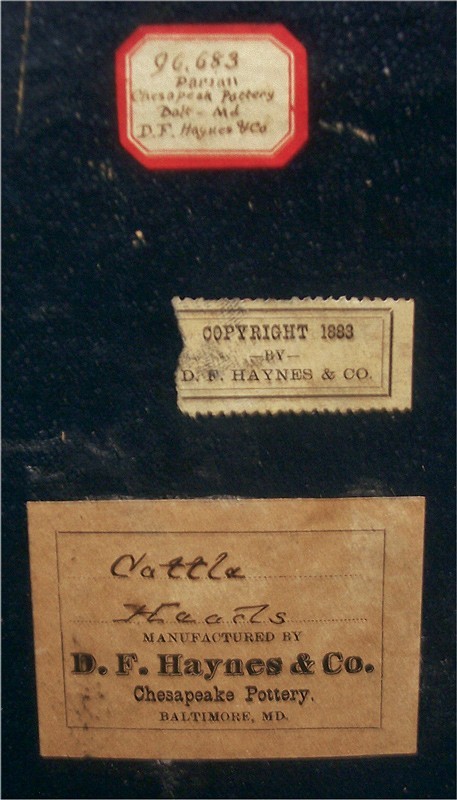 96.683
Parian
Chesapeak Pottery
Balt - Md
D. F. Haynes & Co
COPYRIGHT 1883
—BY—
D. F. HAYNES & CO.
Cattle
Heads
MANUFACTURED BY
D. F. Haynes & Co.
Chesapeake Pottery,
BALTIMORE, MD.